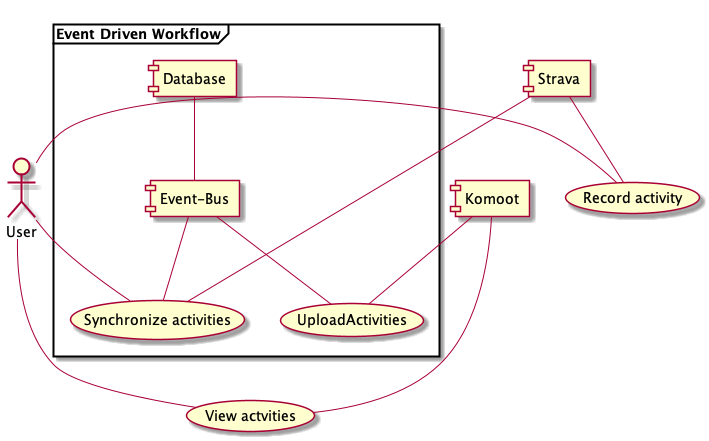 Event Driven Workflow
Database
Strava
User
Event-Bus
Komoot
Record activity
Synchronize activities
UploadActivities
View actvities